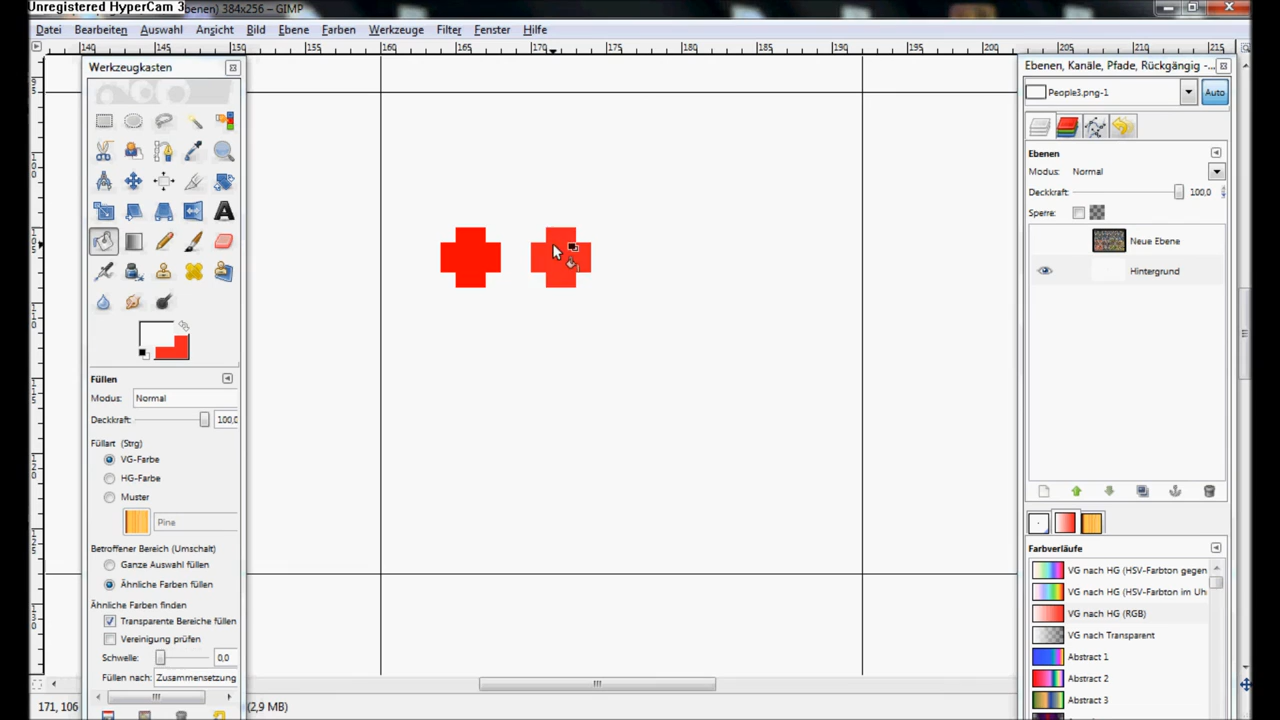 Unregistered HyperCam 3
benen) 384x256 – GIMP
Datei Bearbeiten Auswahl Ansicht Bild Ebene Farben Werkzeuge Filter Fenster Hilfe
140 145 150 155 160 165 170 175 180 185 190 195 200 205 210 215
Werkzeugkasten
Ebenen, Kanäle, Pfade, Rückgängig -...
People3.png-1
Auto
Ebenen
Modus: Normal
Deckkraft: 100,0
Sperre:
Neue Ebene
Hintergrund
Füllen
Modus: Normal
Deckkraft: 100,0
Füllart (Strg)
VG-Farbe
HG-Farbe
Muster
Pine
Betroffener Bereich (Umschalt)
Ganze Auswahl füllen
Ähnliche Farben füllen
Ähnliche Farben finden
Transparente Bereiche füllen
Vereinigung prüfen
Schwelle: 0,0
Füllen nach: Zusammensetzung
Farbverläufe
VG nach HG (HSV-Farbton gegen
VG nach HG (HSV-Farbton im Uhr
VG nach HG (RGB)
VG nach Transparent
Abstract 1
Abstract 2
Abstract 3
171, 106
(2,9 MB)